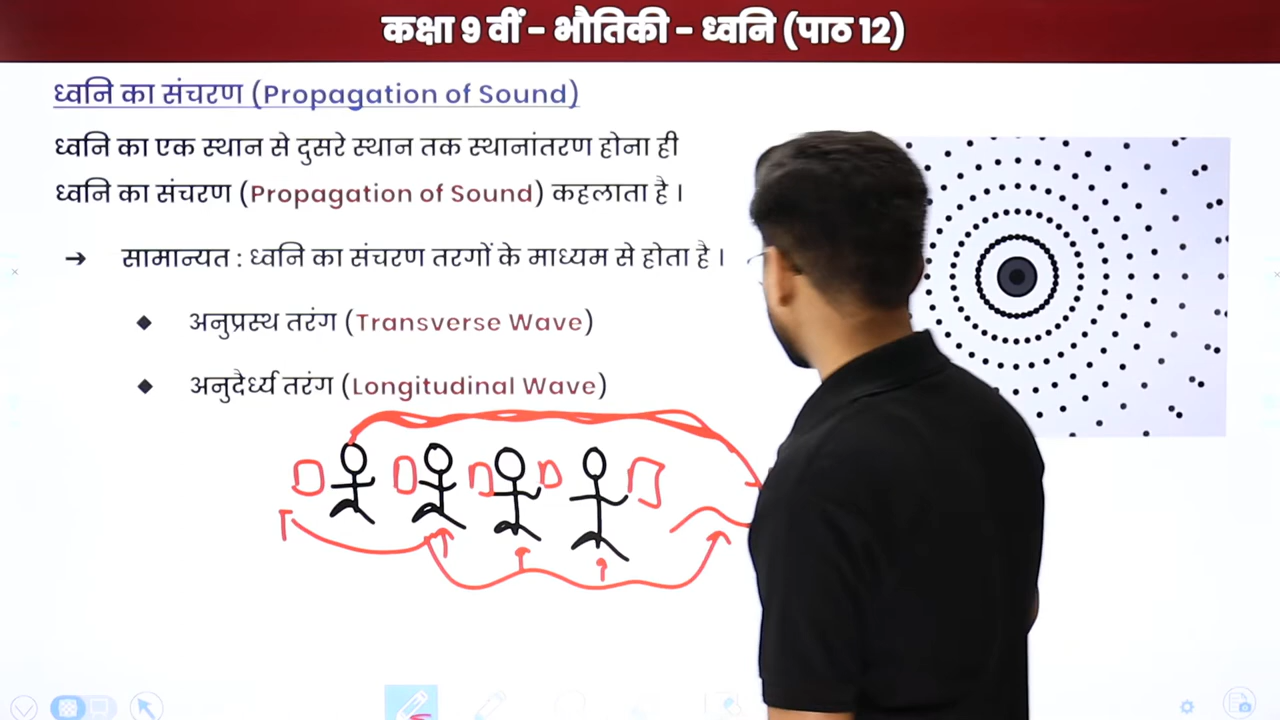 कक्षा 9 वीं - भौतिकी - ध्वनि (पाठ 12)
ध्वनि का संचरण (Propagation of Sound)
ध्वनि का एक स्थान से दुसरे स्थान तक स्थानांतरण होना ही
ध्वनि का संचरण (Propagation of Sound) कहलाता है ।
➔ सामान्यत : ध्वनि का संचरण तरगों के माध्यम से होता है ।
◆ अनुप्रस्थ तरंग (Transverse Wave)
◆ अनुदैर्ध्य तरंग (Longitudinal Wave)